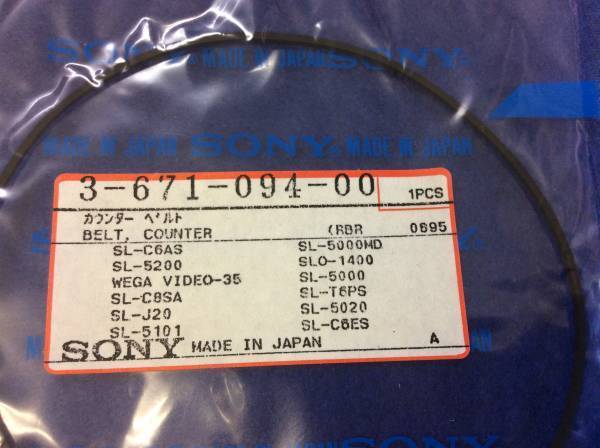 SONY® MADE IN JAPAN SONY®
MADE IN JAPAN SONY® MADE IN JAPAN
3-671-094-00 1PCS
カウンター ベルト
BELT, COUNTER (RBR 0695
SL-C6AS SL-5000MD
SL-5200 SLO-1400
WEGA VIDEO-35 SL-5000
SL-C8SA SL-T6PS
SL-J20 SL-5020
SL-5101 SL-C6ES
SONY MADE IN JAPAN A